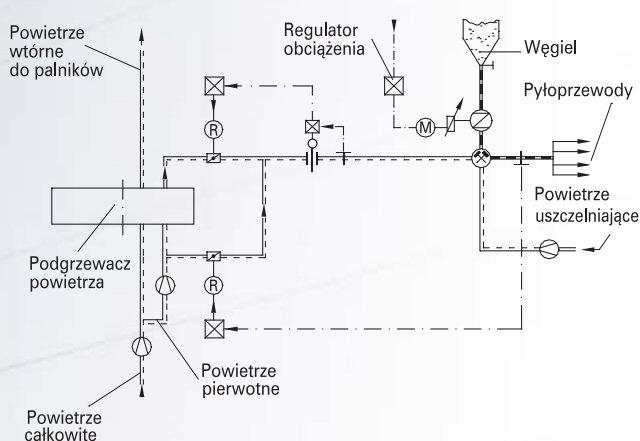 Powietrze
wtórne
do palników
Regulator
obciążenia
Węgiel
Pyłoprzewody
R
M
Powietrze
uszczelniające
Podgrzewacz
powietrza
R
Powietrze
pierwotne
Powietrze
całkowite